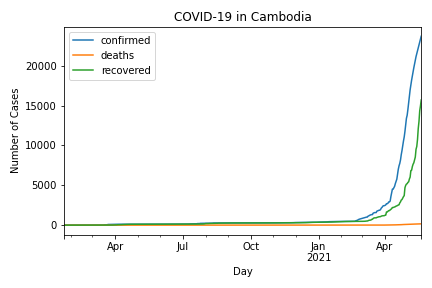 COVID-19 in Cambodia
confirmed
deaths
recovered
Number of Cases
20000
15000
10000
5000
0
Apr
Jul
Oct
Jan
2021
Apr
Day